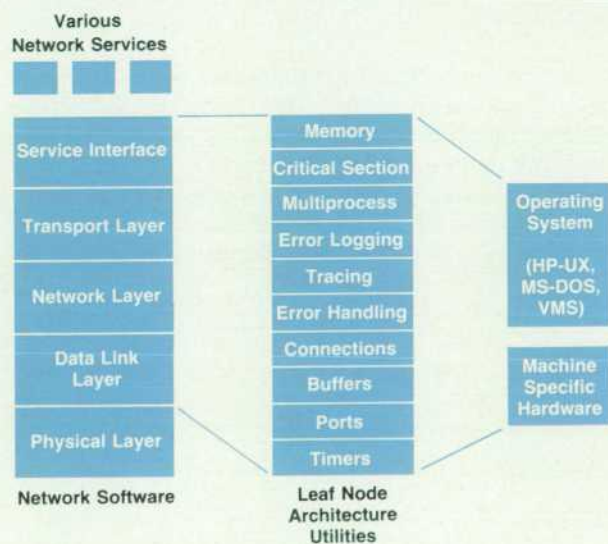 Various
Network Services
Service Interface
Transport Layer
Network Layer
Data Link
Layer
Physical Layer
Network Software
Memory
Critical Section
Multiprocess
Error Logging
Tracing
Error Handling
Connections
Buffers
Ports
Timers
Leaf Node
Architecture
Utilities
Operating
System
(HP-UX,
MS-DOS,
VMS)
Machine
Specific
Hardware